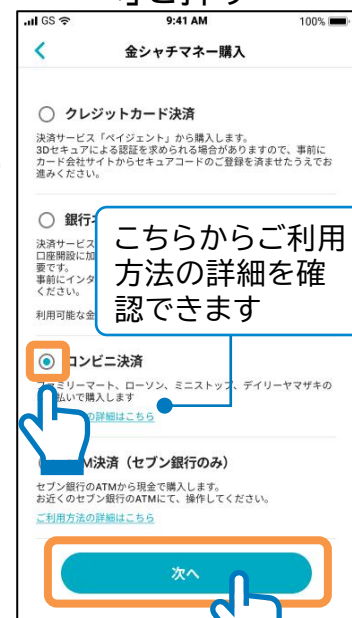 GS 9:41 AM 100%
金シャチマネー購入
クレジットカード決済
決済サービス「ペイジェント」から購入します。
3Dセキュアによる認証を求められる場合がありますので、事前に
カード会社サイトからセキュアコードのご登録を済ませたうえでお
進みください。
銀行
決済サービス
口座開設に加
要です。
事前にインタ
ください。
利用可能な金
こちらからご利用
方法の詳細を確
認できます
コンビニ決済
ファミリーマート、ローソン、ミニストップ、デイリーヤマザキの
払いで購入します
の詳細はこちら
M決済（セブン銀行のみ）
セブン銀行のATMから現金で購入します。
お近くのセブン銀行のATMにて、操作してください。
ご利用方法の詳細はこちら
次へ